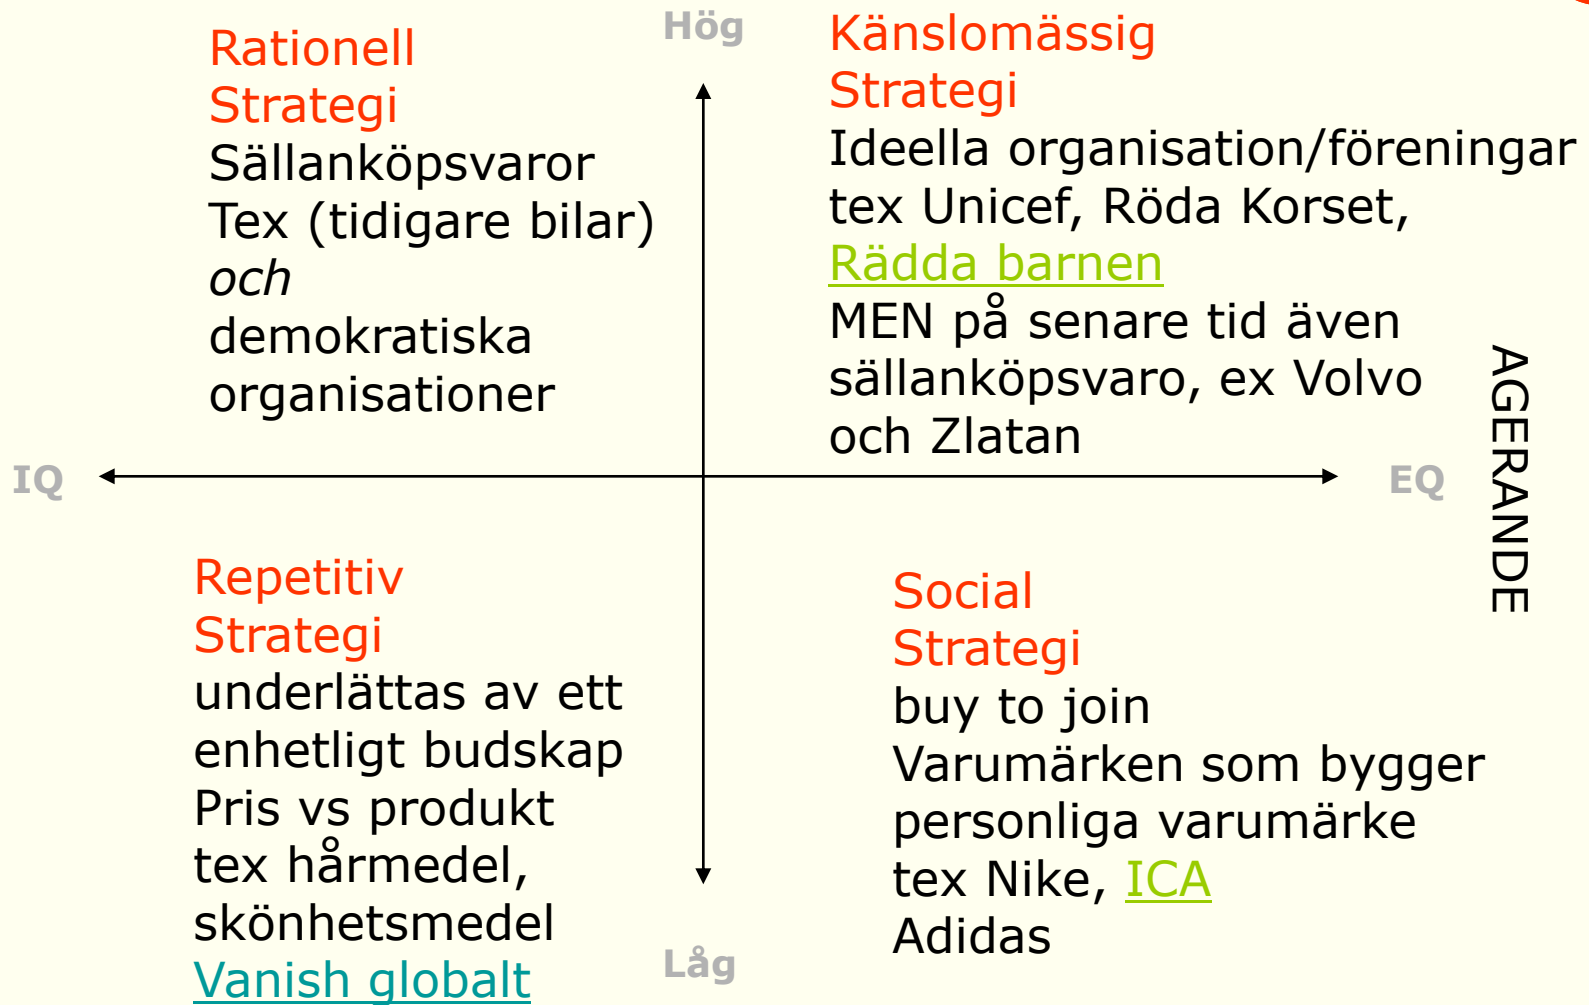 Hög
Rationell
Strategi
Sällanköpsvaror
Tex (tidigare bilar)
och
demokratiska
organisationer
Känslomässig
Strategi
Ideella organisation/föreningar
tex Unicef, Röda Korset,
Rädda barnen
MEN på senare tid även
sällanköpsvaro, ex Volvo
och Zlatan
IQ
EQ
AGERANDE
Repetitiv
Strategi
underlättas av ett
enhetligt budskap
Pris vs produkt
tex hårmedel,
skönhetsmedel
Vanish globalt
Social
Strategi
buy to join
Varumärken som bygger
personliga varumärke
tex Nike, ICA
Adidas
Låg